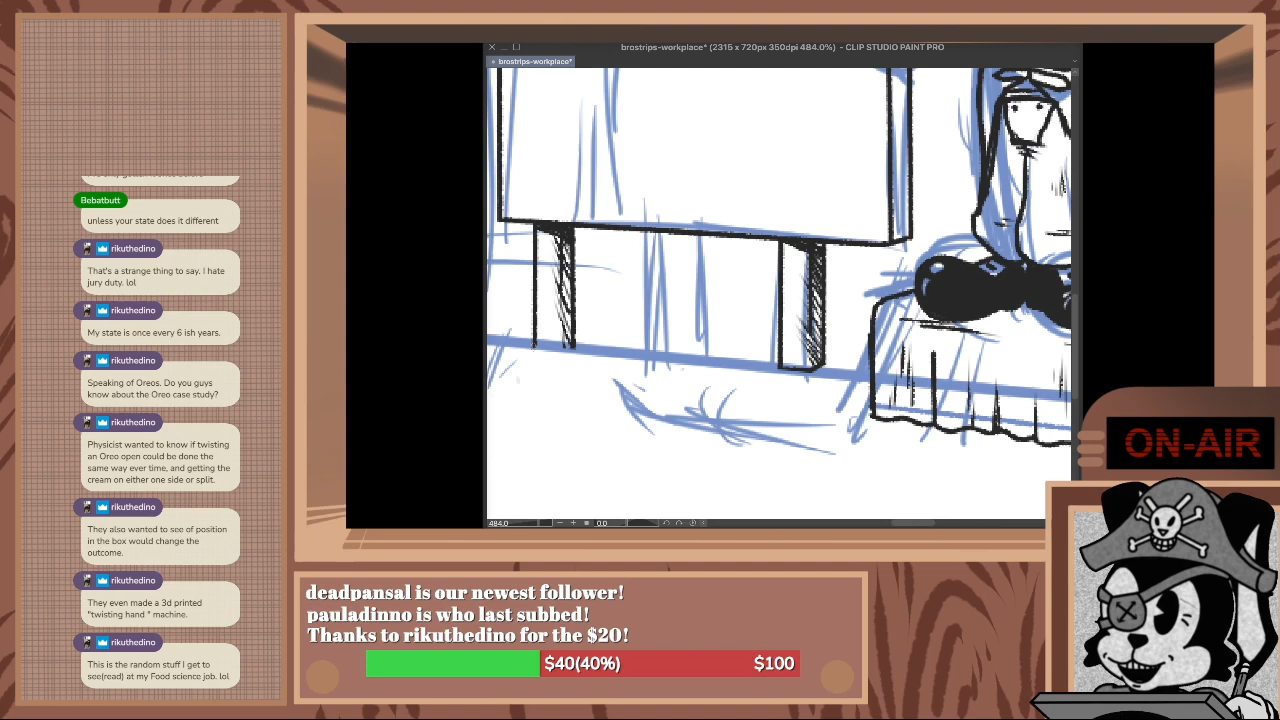 brostrips-workplace* (2315 x 720px 350dpi 484.0%) - CLIP STUDIO PAINT PRO
brostrips-workplace*
Bebatbutt
unless your state does it different
rikuthedino
That's a strange thing to say. I hate
jury duty. lol
rikuthedino
My state is once every 6 ish years.
rikuthedino
Speaking of Oreos. Do you guys
know about the Oreo case study?
rikuthedino
Physicist wanted to know if twisting
an Oreo open could be done the
same way ever time, and getting the
cream on either one side or split.
rikuthedino
They also wanted to see of position
in the box would change the
outcome.
rikuthedino
They even made a 3d printed
"twisting hand " machine.
rikuthedino
This is the random stuff I get to
see(read) at my Food science job. lol
484.0
0.0
ON-AIR
deadpansal is our newest follower!
pauladinno is who last subbed!
Thanks to rikuthedino for the $20!
$40(40%)
$100